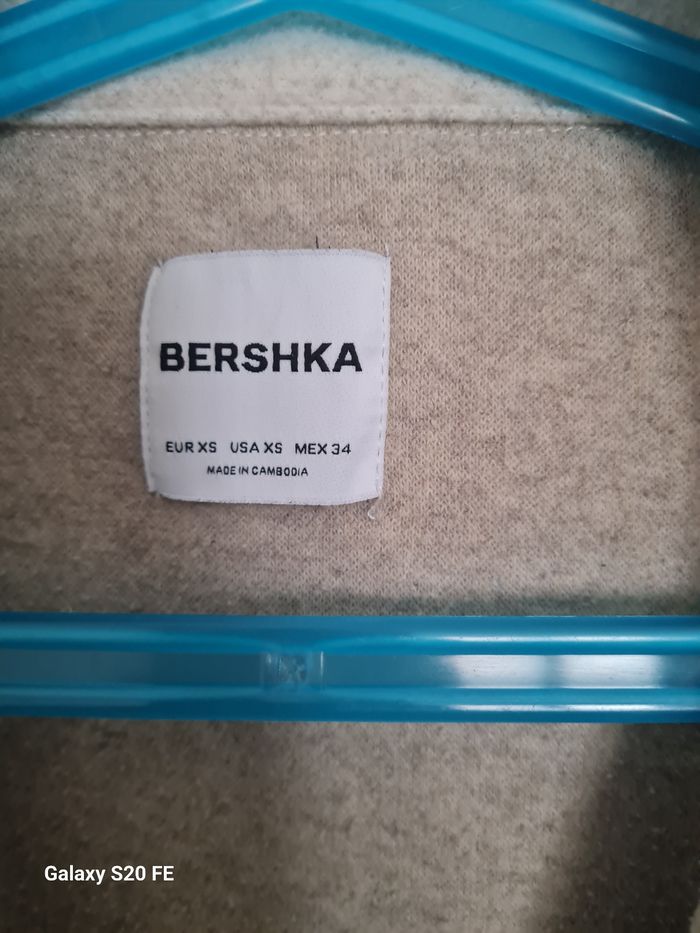 BERSHKA
EUR XS USA XS MEX 34
MADE IN CAMBODIA
Galaxy S20 FE